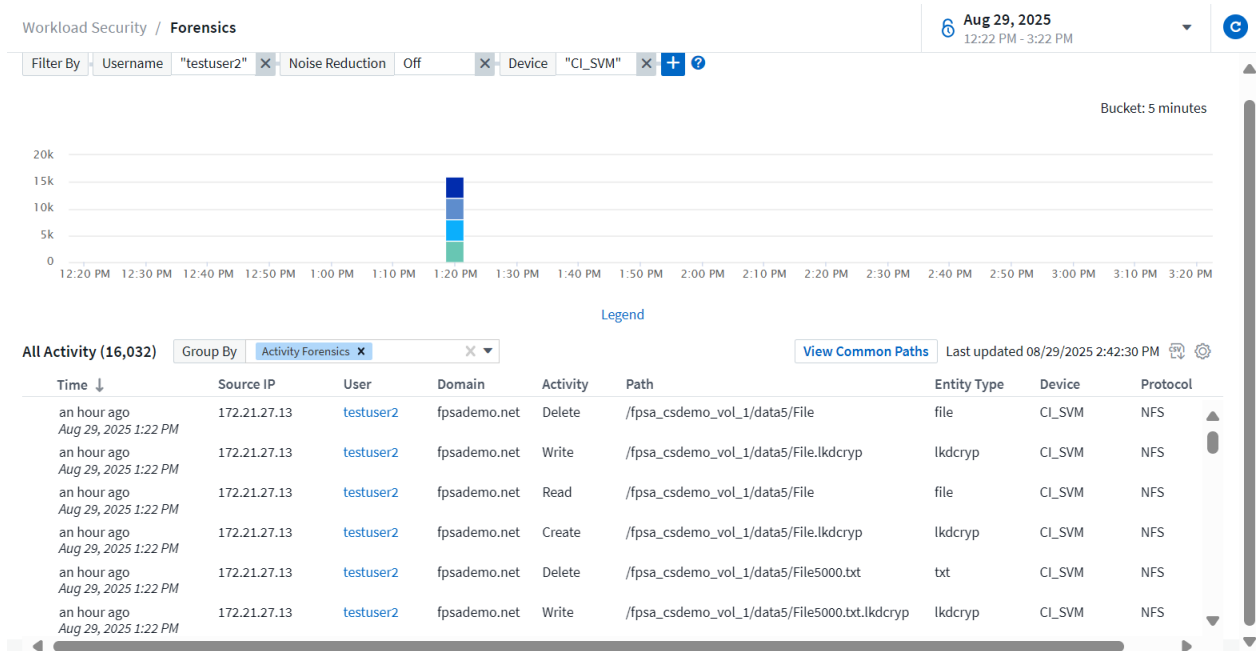 Workload Security / Forensics
Aug 29, 2025
12:22 PM - 3:22 PM
Filter By Username "testuser2" × Noise Reduction Off × Device "CI_SVM" × + ?
Bucket: 5 minutes
20k
15k
10k
5k
0
12:20 PM 12:30 PM 12:40 PM 12:50 PM 1:00 PM 1:10 PM 1:20 PM 1:30 PM 1:40 PM 1:50 PM 2:00 PM 2:10 PM 2:20 PM 2:30 PM 2:40 PM 2:50 PM 3:00 PM 3:10 PM 3:20 PM
Legend
All Activity (16,032) Group By Activity Forensics × × View Common Paths Last updated 08/29/2025 2:42:30 PM CSV
Time ↓ Source IP User Domain Activity Path Entity Type Device Protocol
an hour ago 172.21.27.13 testuser2 fpsademo.net Delete /fpsa_csdemo_vol_1/data5/File file CI_SVM NFS
Aug 29, 2025 1:22 PM
an hour ago 172.21.27.13 testuser2 fpsademo.net Write /fpsa_csdemo_vol_1/data5/File.lkdcryp lkdcryp CI_SVM NFS
Aug 29, 2025 1:22 PM
an hour ago 172.21.27.13 testuser2 fpsademo.net Read /fpsa_csdemo_vol_1/data5/File file CI_SVM NFS
Aug 29, 2025 1:22 PM
an hour ago 172.21.27.13 testuser2 fpsademo.net Create /fpsa_csdemo_vol_1/data5/File.lkdcryp lkdcryp CI_SVM NFS
Aug 29, 2025 1:22 PM
an hour ago 172.21.27.13 testuser2 fpsademo.net Delete /fpsa_csdemo_vol_1/data5/File5000.txt txt CI_SVM NFS
Aug 29, 2025 1:22 PM
an hour ago 172.21.27.13 testuser2 fpsademo.net Write /fpsa_csdemo_vol_1/data5/File5000.txt.lkdcryp lkdcryp CI_SVM NFS
Aug 29, 2025 1:22 PM